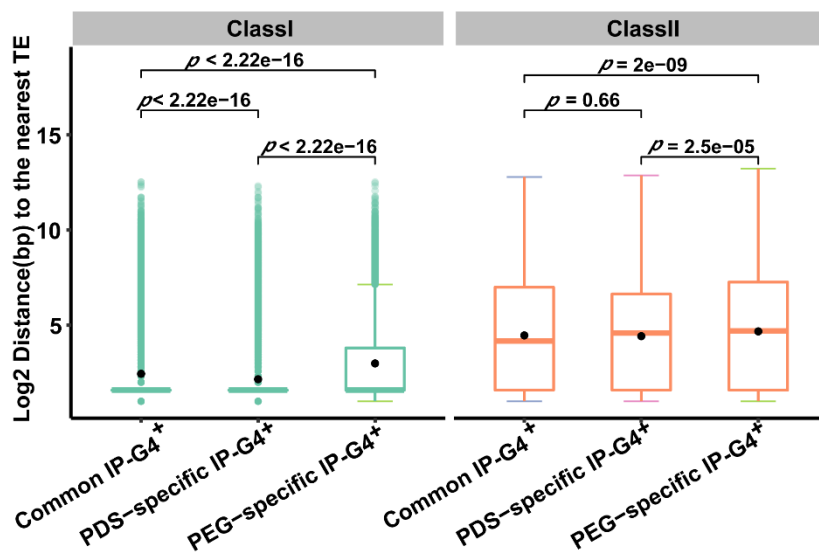 ClassI
ClassII
p < 2.22e−16
p< 2.22e−16
p < 2.22e−16
p = 2e−09
p = 0.66
p = 2.5e−05
Log2 Distance(bp) to the nearest TE
15
10
5
Common IP-G4+
PDS−specific IP-G4+
PEG−specific IP-G4+
Common IP-G4+
PDS−specific IP-G4+
PEG−specific IP-G4+